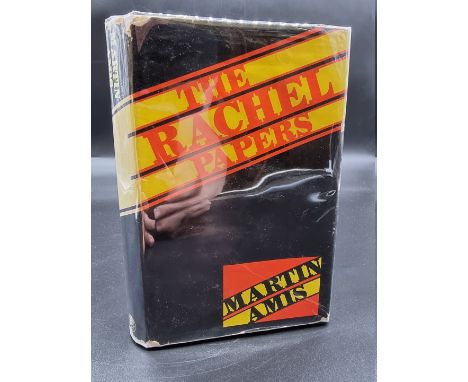 THE
RACHEL
PAPERS
MARTIN
AMIS